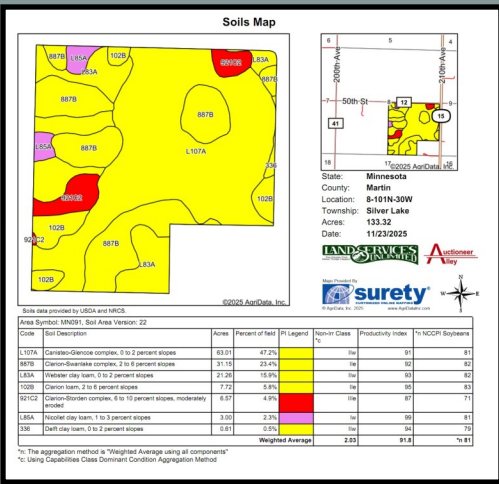 Soils Map
887B
L85A
L83A
102B
921C2
L83A
887B
887B
887B
L107A
L85A
887B
336
921C2
102B
102B
921C2
887B
L83A
102B
©2025 AgriData, Inc.
6
5
4
200th Ave
210th Ave
7
50th St
8
12
9
15
41
18
17
16
©2025 AgriData, Inc.
State: Minnesota
County: Martin
Location: 8-101N-30W
Township: Silver Lake
Acres: 133.32
Date: 11/23/2025
LAND SERVICES
UNLIMITED
Auctioneer
Alley
Maps Provided By
surety®
CUSTOMIZED ONLINE MAPPING
© AgriData, Inc. 2025 www.AgriDataInc.com
N
W E
S
Soils data provided by USDA and NRCS.
Area Symbol: MN091, Soil Area Version: 22
Code Soil Description Acres Percent of field PI Legend Non-Irr Class *c Productivity Index *n NCCPI Soybeans
L107A Canisteo-Glencoe complex, 0 to 2 percent slopes 63.01 47.2% IIw 91 81
887B Clarion-Swanlake complex, 2 to 6 percent slopes 31.15 23.4% IIe 92 82
L83A Webster clay loam, 0 to 2 percent slopes 21.26 15.9% IIw 93 82
102B Clarion loam, 2 to 6 percent slopes 7.72 5.8% IIe 95 83
921C2 Clarion-Storden complex, 6 to 10 percent slopes, moderately eroded 6.57 4.9% IIIe 87 71
L85A Nicollet clay loam, 1 to 3 percent slopes 3.00 2.3% Iw 99 81
336 Delft clay loam, 0 to 2 percent slopes 0.61 0.5% IIw 94 79
Weighted Average 2.03 91.8 *n 81
*n: The aggregation method is "Weighted Average using all components"
*c: Using Capabilities Class Dominant Condition Aggregation Method